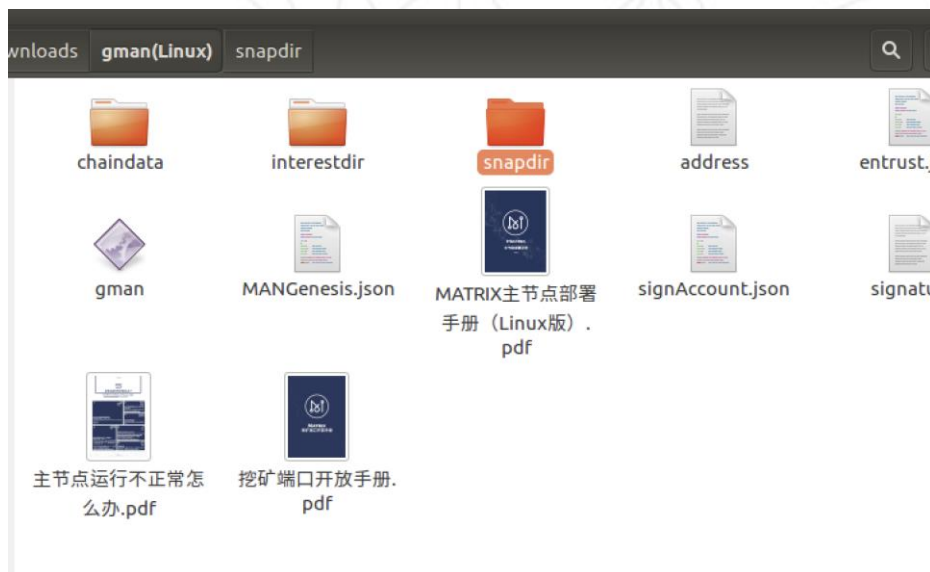 wnloads gman(Linux) snapdir
chaindata interestdir snapdir address entrust.
gman MANGenesis.json MATRIX主节点部署 signAccount.json signatu
手册（Linux版）.
pdf
主节点运行不正常怎 挖矿端口开放手册.
么办.pdf pdf